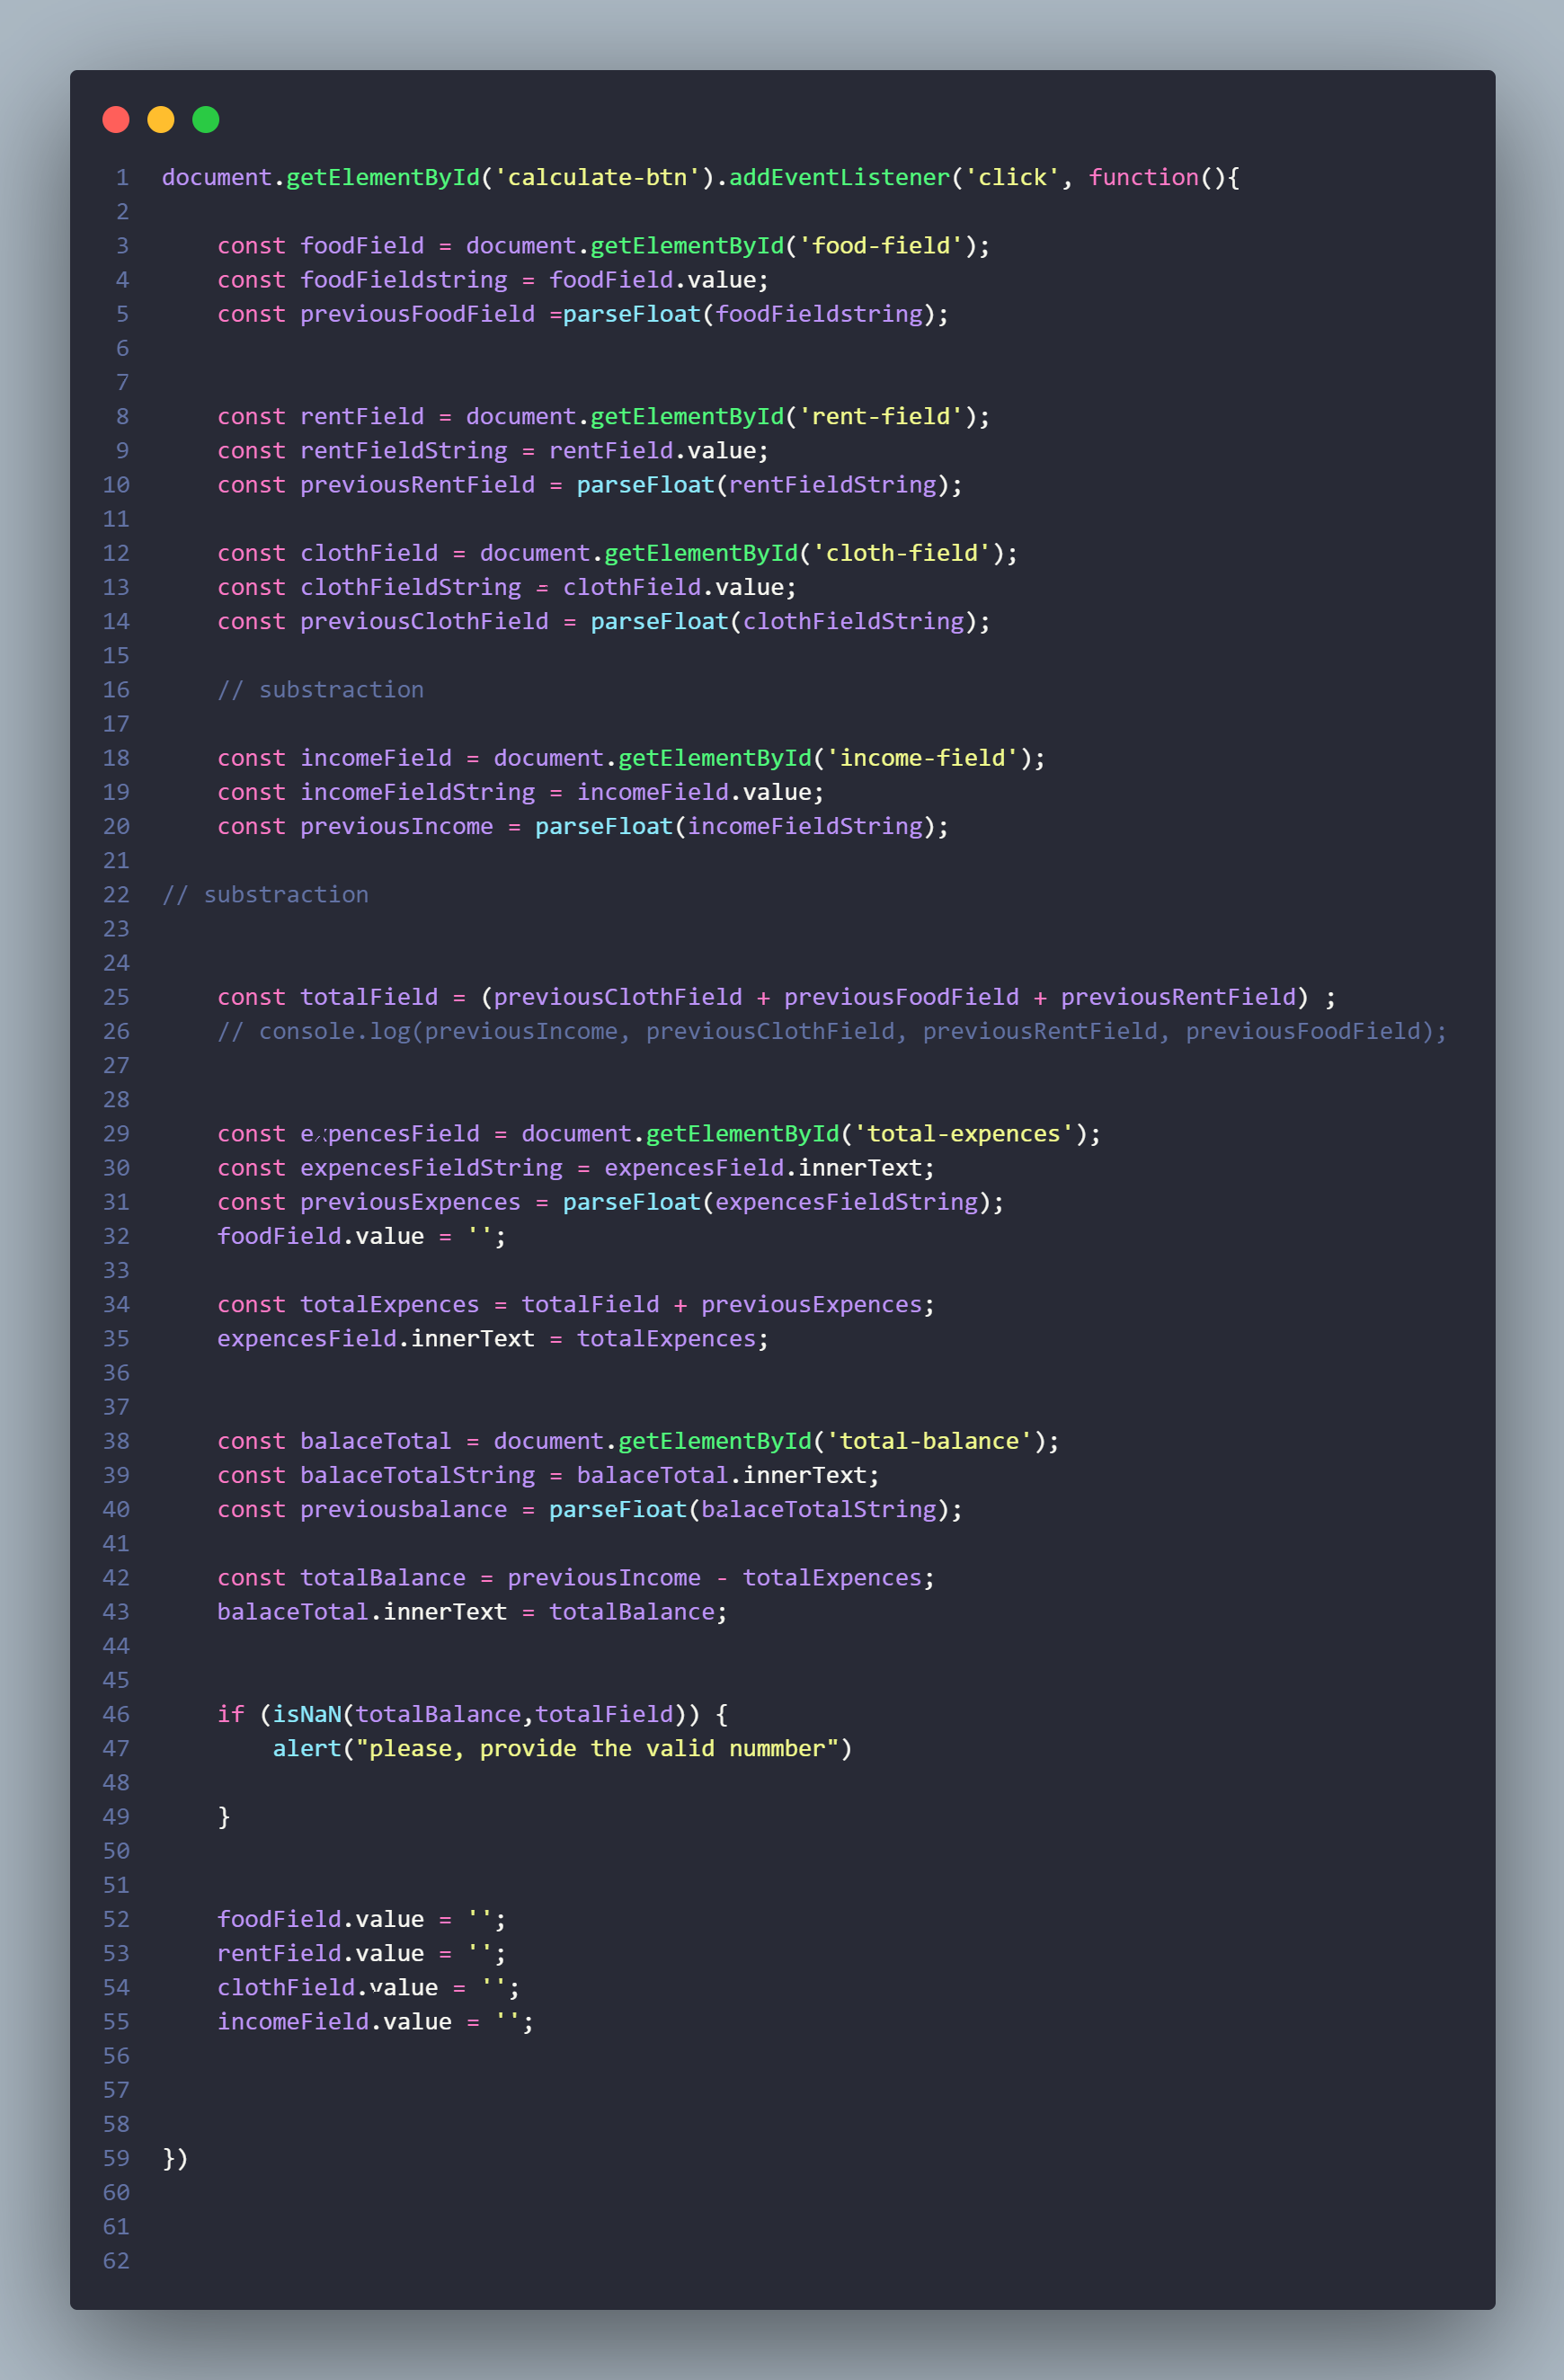 1 document.getElementById('calculate-btn').addEventListener('click', function(){
2
3 const foodField = document.getElementById('food-field');
4 const foodFieldstring = foodField.value;
5 const previousFoodField =parseFloat(foodFieldstring);
6
7
8 const rentField = document.getElementById('rent-field');
9 const rentFieldString = rentField.value;
10 const previousRentField = parseFloat(rentFieldString);
11
12 const clothField = document.getElementById('cloth-field');
13 const clothFieldString = clothField.value;
14 const previousClothField = parseFloat(clothFieldString);
15
16 // substraction
17
18 const incomeField = document.getElementById('income-field');
19 const incomeFieldString = incomeField.value;
20 const previousIncome = parseFloat(incomeFieldString);
21
22 // substraction
23
24
25 const totalField = (previousClothField + previousFoodField + previousRentField) ;
26 // console.log(previousIncome, previousClothField, previousRentField, previousFoodField);
27
28
29 const expencesField = document.getElementById('total-expences');
30 const expencesFieldString = expencesField.innerText;
31 const previousExpences = parseFloat(expencesFieldString);
32 foodField.value = '';
33
34 const totalExpences = totalField + previousExpences;
35 expencesField.innerText = totalExpences;
36
37
38 const balaceTotal = document.getElementById('total-balance');
39 const balaceTotalString = balaceTotal.innerText;
40 const previousbalance = parseFloat(balaceTotalString);
41
42 const totalBalance = previousIncome - totalExpences;
43 balaceTotal.innerText = totalBalance;
44
45
46 if (isNaN(totalBalance,totalField)) {
47 alert("please, provide the valid nummber")
48
49 }
50
51
52 foodField.value = '';
53 rentField.value = '';
54 clothField.value = '';
55 incomeField.value = '';
56
57
58
59 })
60
61
62